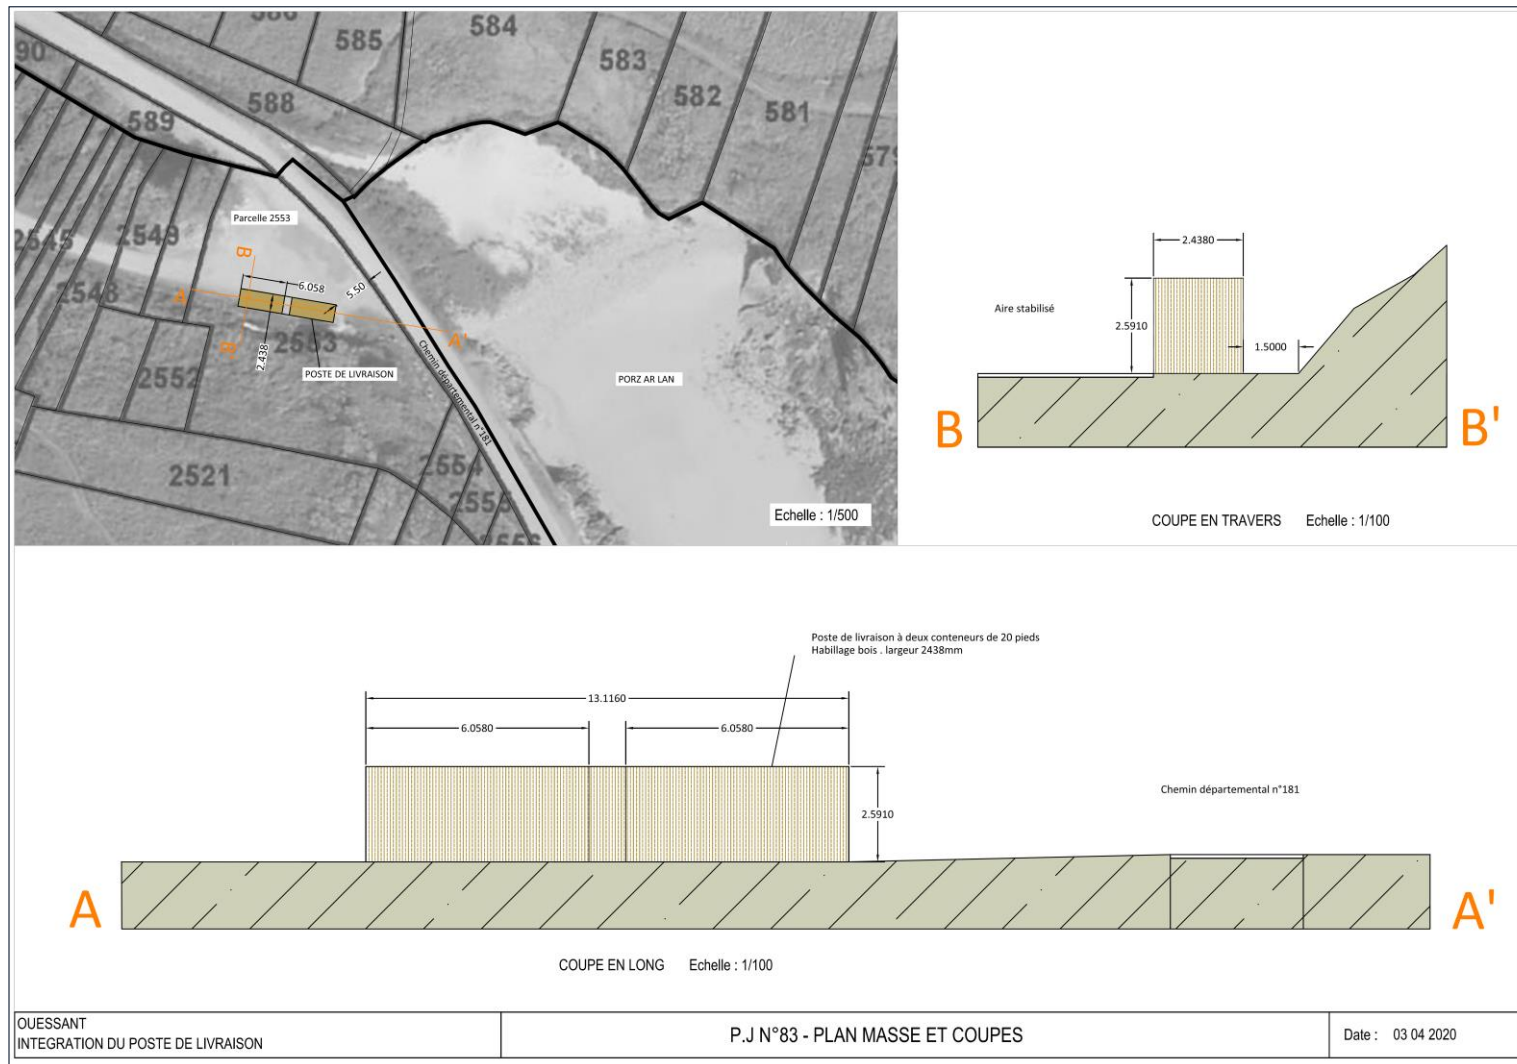 586
584
585
583
90
582
588
581
589
579
Parcelle 2553
2545
2549
B
6.058
5.50
2548
A
A'
B'
2.438
2553
Chemin départemental n°181
2552
POSTE DE LIVRAISON
PORZ AR LAN
2521
2554
2555
2556
Echelle : 1/500
2.4380
Aire stabilisé
2.5910
1.5000
B
B'
COUPE EN TRAVERS Echelle : 1/100
Poste de livraison à deux conteneurs de 20 pieds
Habillage bois . largeur 2438mm
13.1160
6.0580
6.0580
Chemin départemental n°181
2.5910
A
A'
COUPE EN LONG Echelle : 1/100
OUESSANT
INTEGRATION DU POSTE DE LIVRAISON
P.J N°83 - PLAN MASSE ET COUPES
Date : 03 04 2020